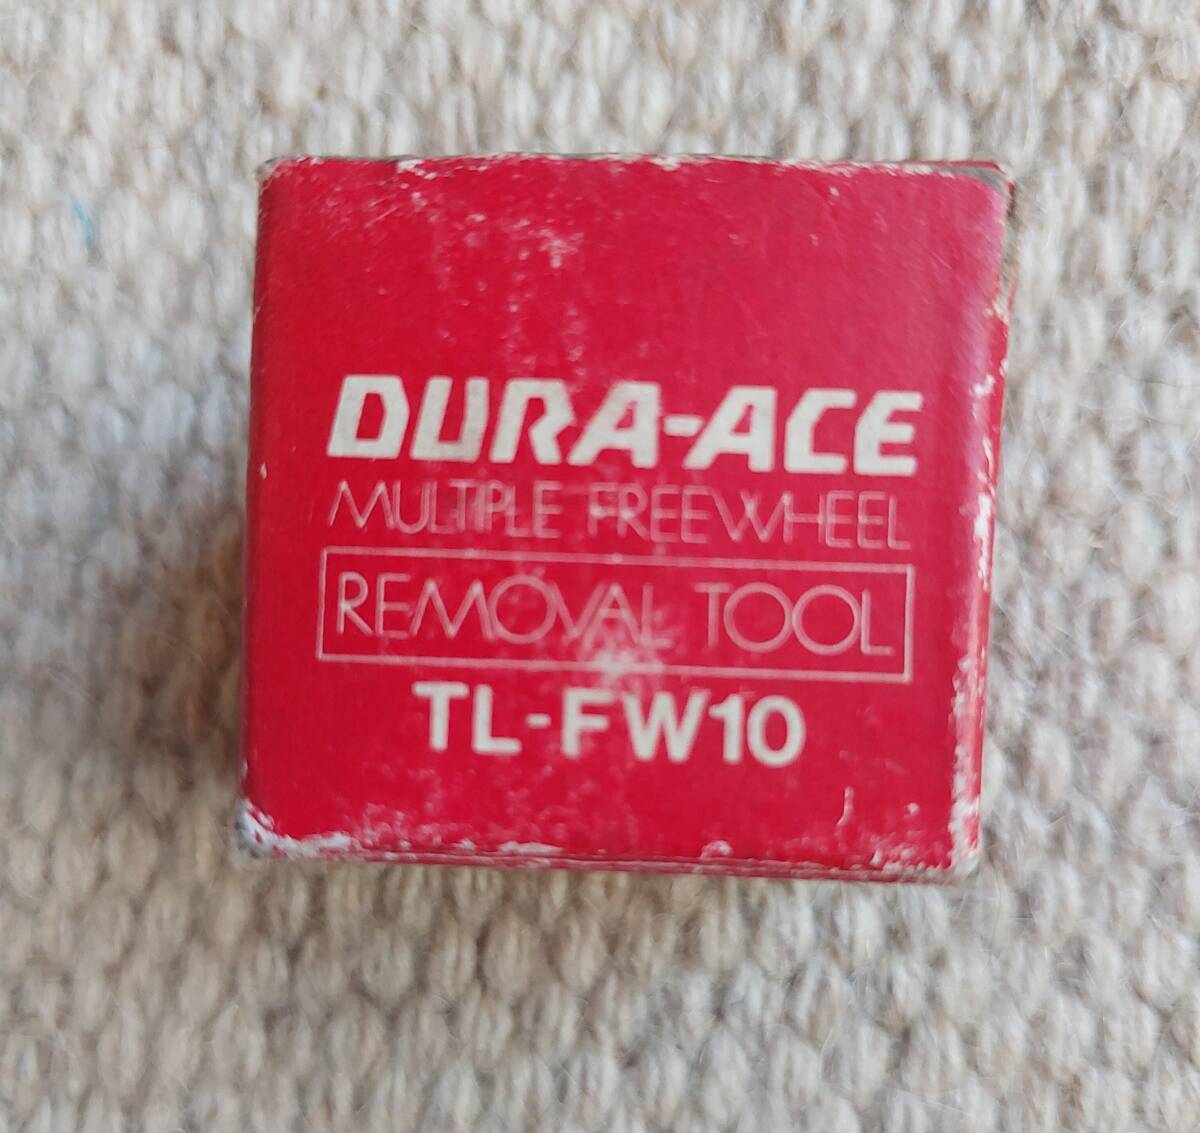 DURA-ACE
MULTIPLE FREEWHEEL
REMOVAL TOOL
TL-FW10